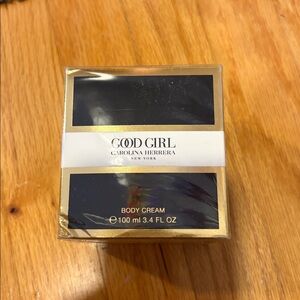 GOOD GIRL
CAROLINA HERRERA
NEW YORK
BODY CREAM
℮100 ml 3.4 FL OZ